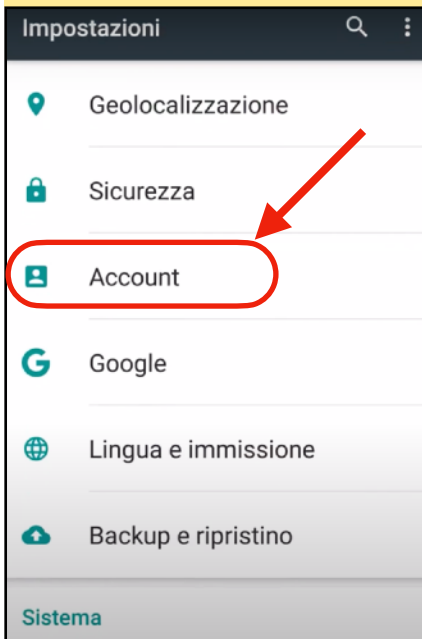 Impostazioni
Geolocalizzazione
Sicurezza
Account
Google
Lingua e immissione
Backup e ripristino
Sistema